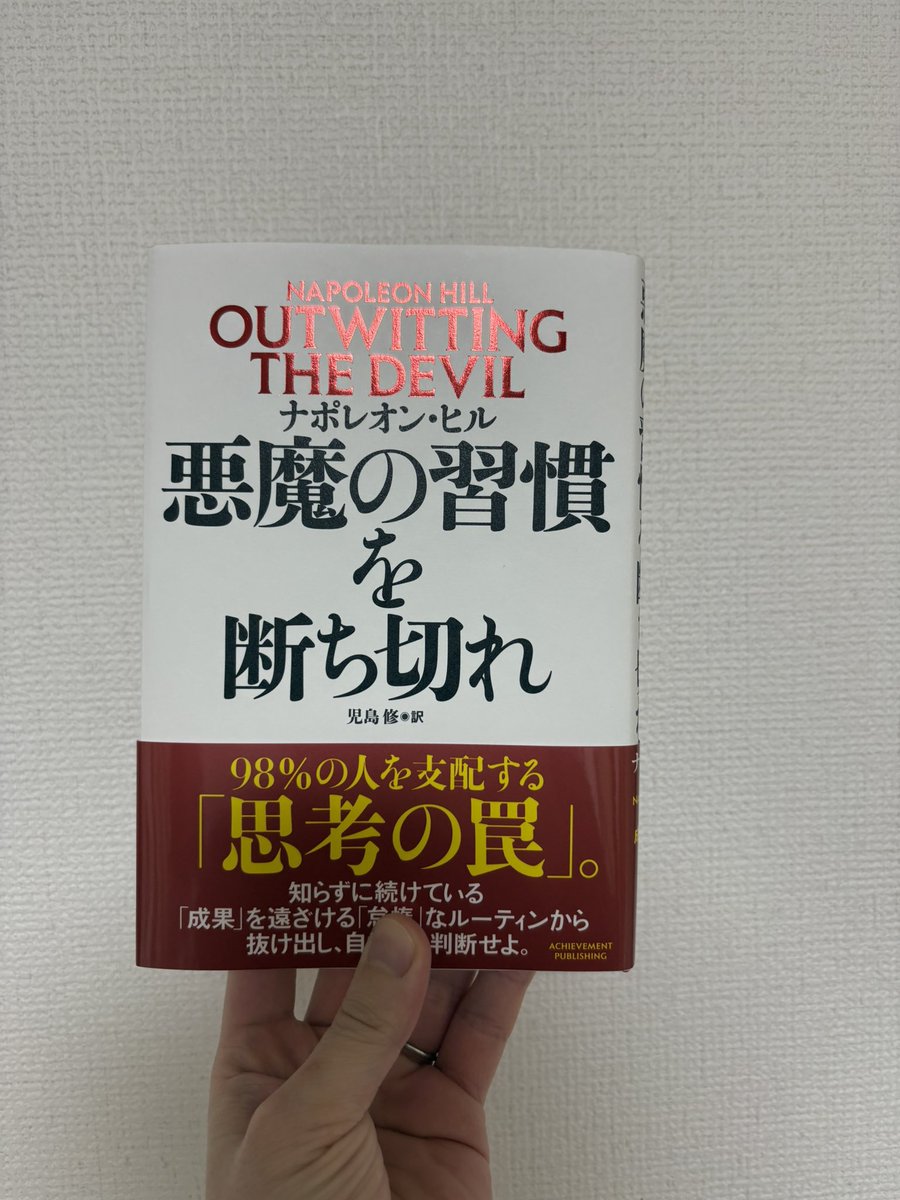 NAPOLEON HILL
OUTWITTING
THE DEVIL
ナポレオン・ヒル
悪魔の習慣
を
断ち切れ
児島 修◉訳
98%の人を支配する
「思考の罠」。
知らずに続けている
「成果」を遠ざける「怠惰」なルーティンから
抜け出し、自 判断せよ。
ACHIEVEMENT
PUBLISHING